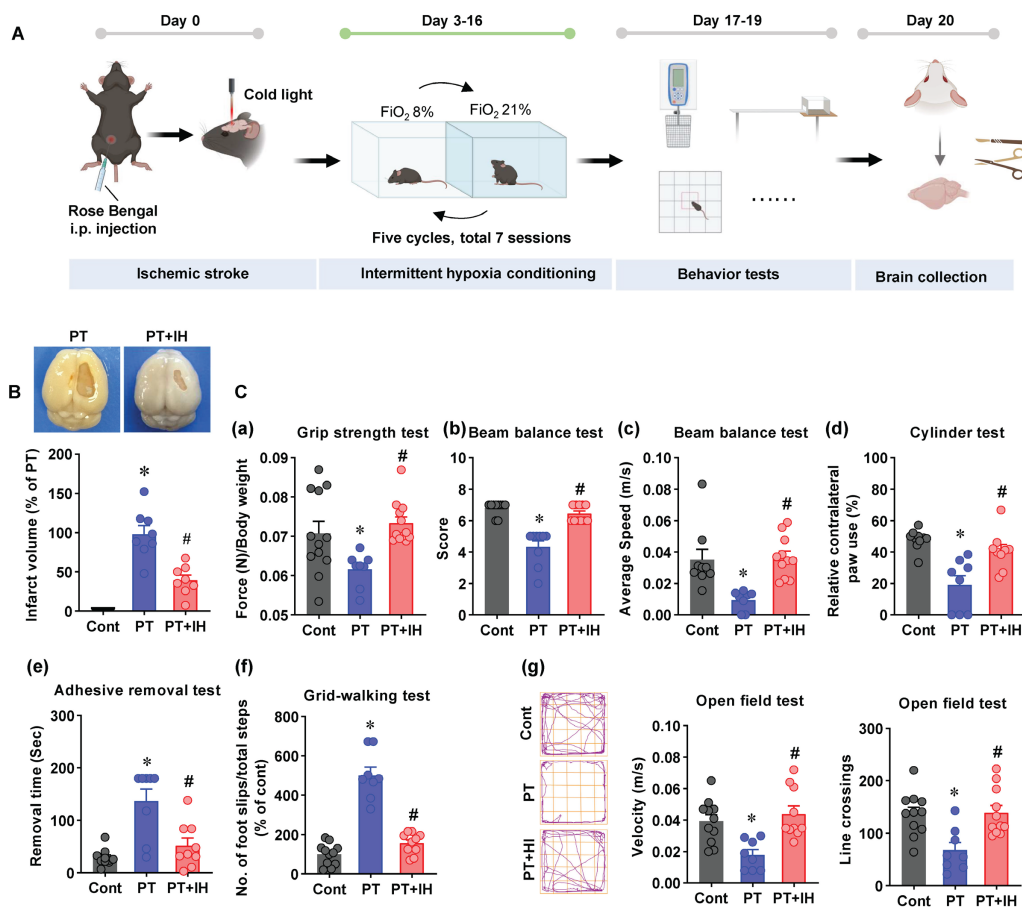 A
Day 0
Day 3-16
Day 17-19
Day 20
Cold light
FiO2 8%
FiO2 21%
Rose Bengal
i.p. injection
Five cycles, total 7 sessions
......
Ischemic stroke
Intermittent hypoxia conditioning
Behavior tests
Brain collection
B
PT
PT+IH
Infarct volume (% of PT)
200
150
100
50
0
*
#
Cont
PT
PT+IH
C
(a)
Grip strength test
Force (N)/Body weight
0.09
0.08
0.07
0.06
0.05
*
#
Cont
PT
PT+IH
(b)
Beam balance test
Score
10
8
6
4
2
0
*
#
Cont
PT
PT+IH
(c)
Beam balance test
Average Speed (m/s)
0.10
0.08
0.06
0.04
0.02
0.00
*
#
Cont
PT
PT+IH
(d)
Cylinder test
Relative contralateral
paw use (%)
100
80
60
40
20
0
*
#
Cont
PT
PT+IH
(e)
Adhesive removal test
Removal time (Sec)
300
200
100
0
*
#
Cont
PT
PT+IH
(f)
Grid-walking test
No. of foot slips/total steps
(% of cont)
800
600
400
200
0
*
#
Cont
PT
PT+IH
(g)
Cont
PT
PT+HI
Open field test
Velocity (m/s)
0.10
0.08
0.06
0.04
0.02
0.00
*
#
Cont
PT
PT+IH
Open field test
Line crossings
300
200
100
0
*
#
Cont
PT
PT+IH